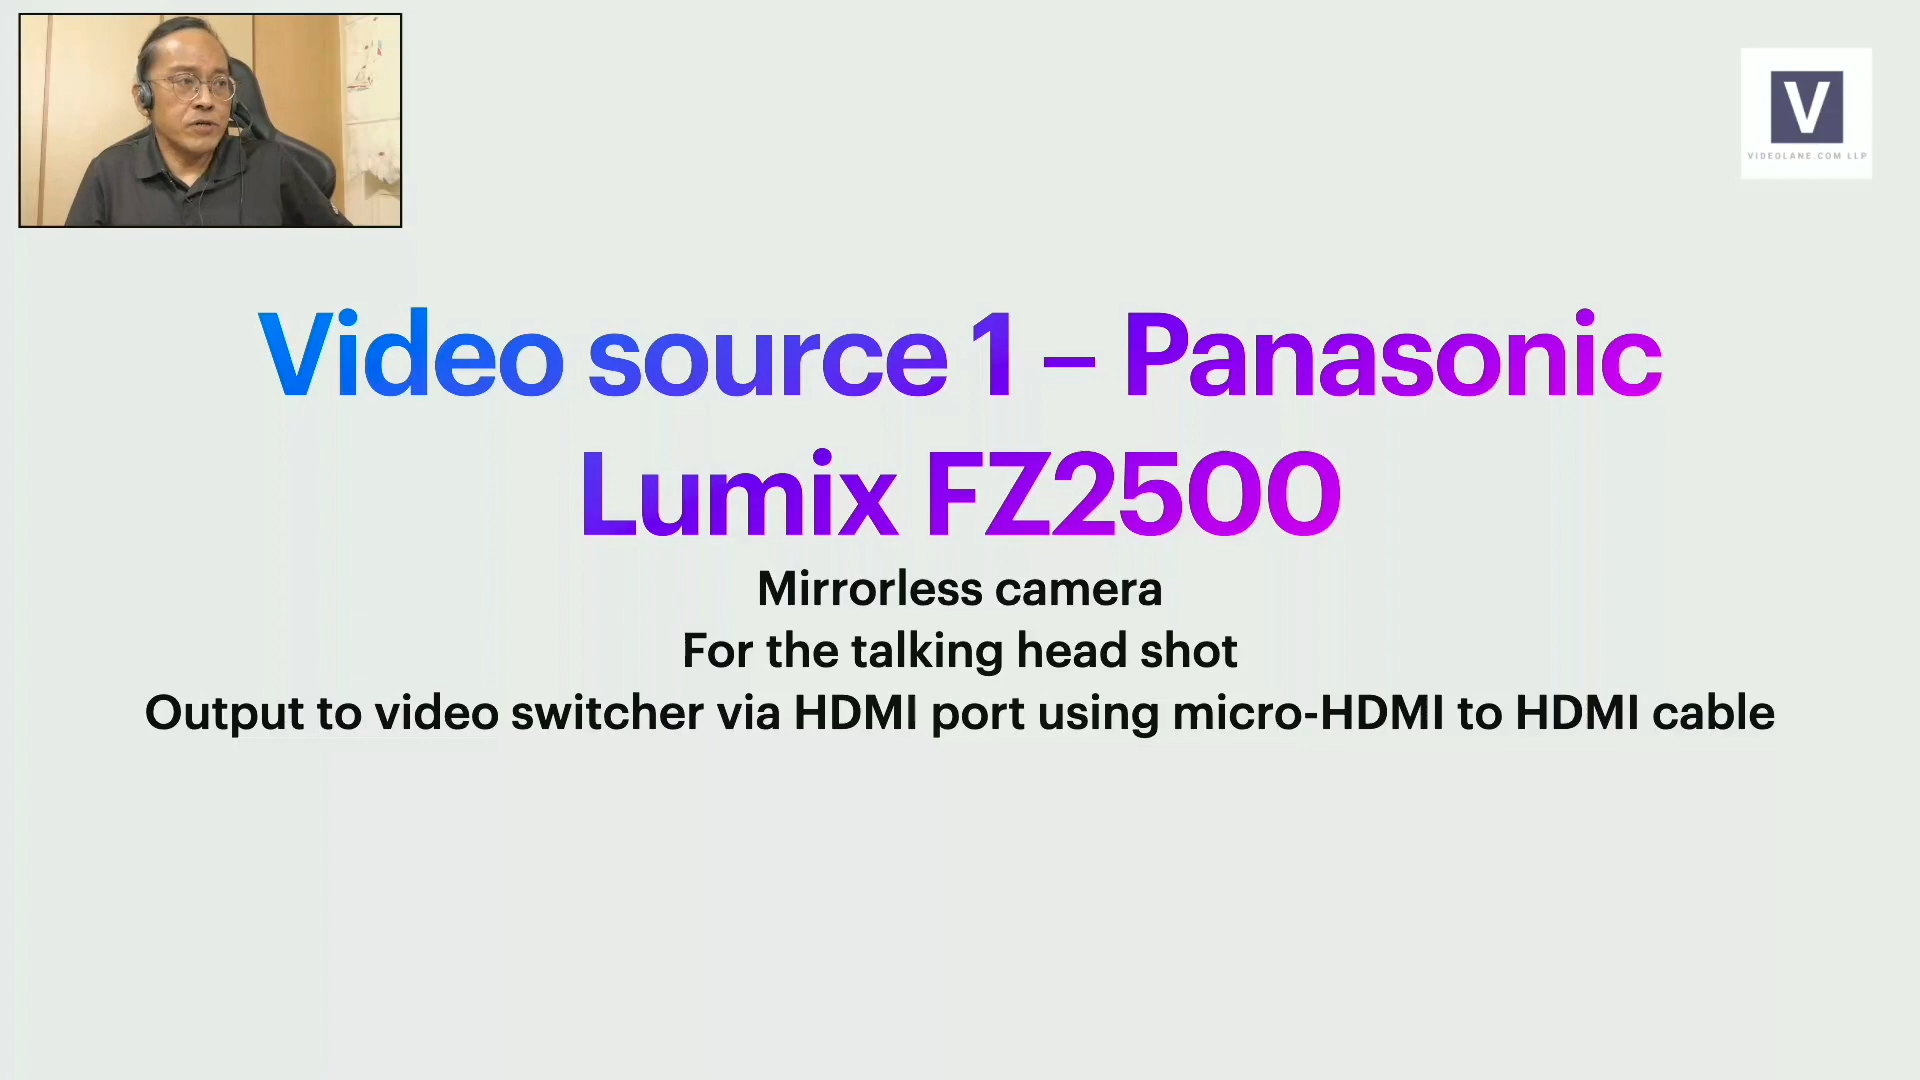 V
VIDEOLANE.COM LLP
Video source 1 – Panasonic
Lumix FZ2500
Mirrorless camera
For the talking head shot
Output to video switcher via HDMI port using micro-HDMI to HDMI cable